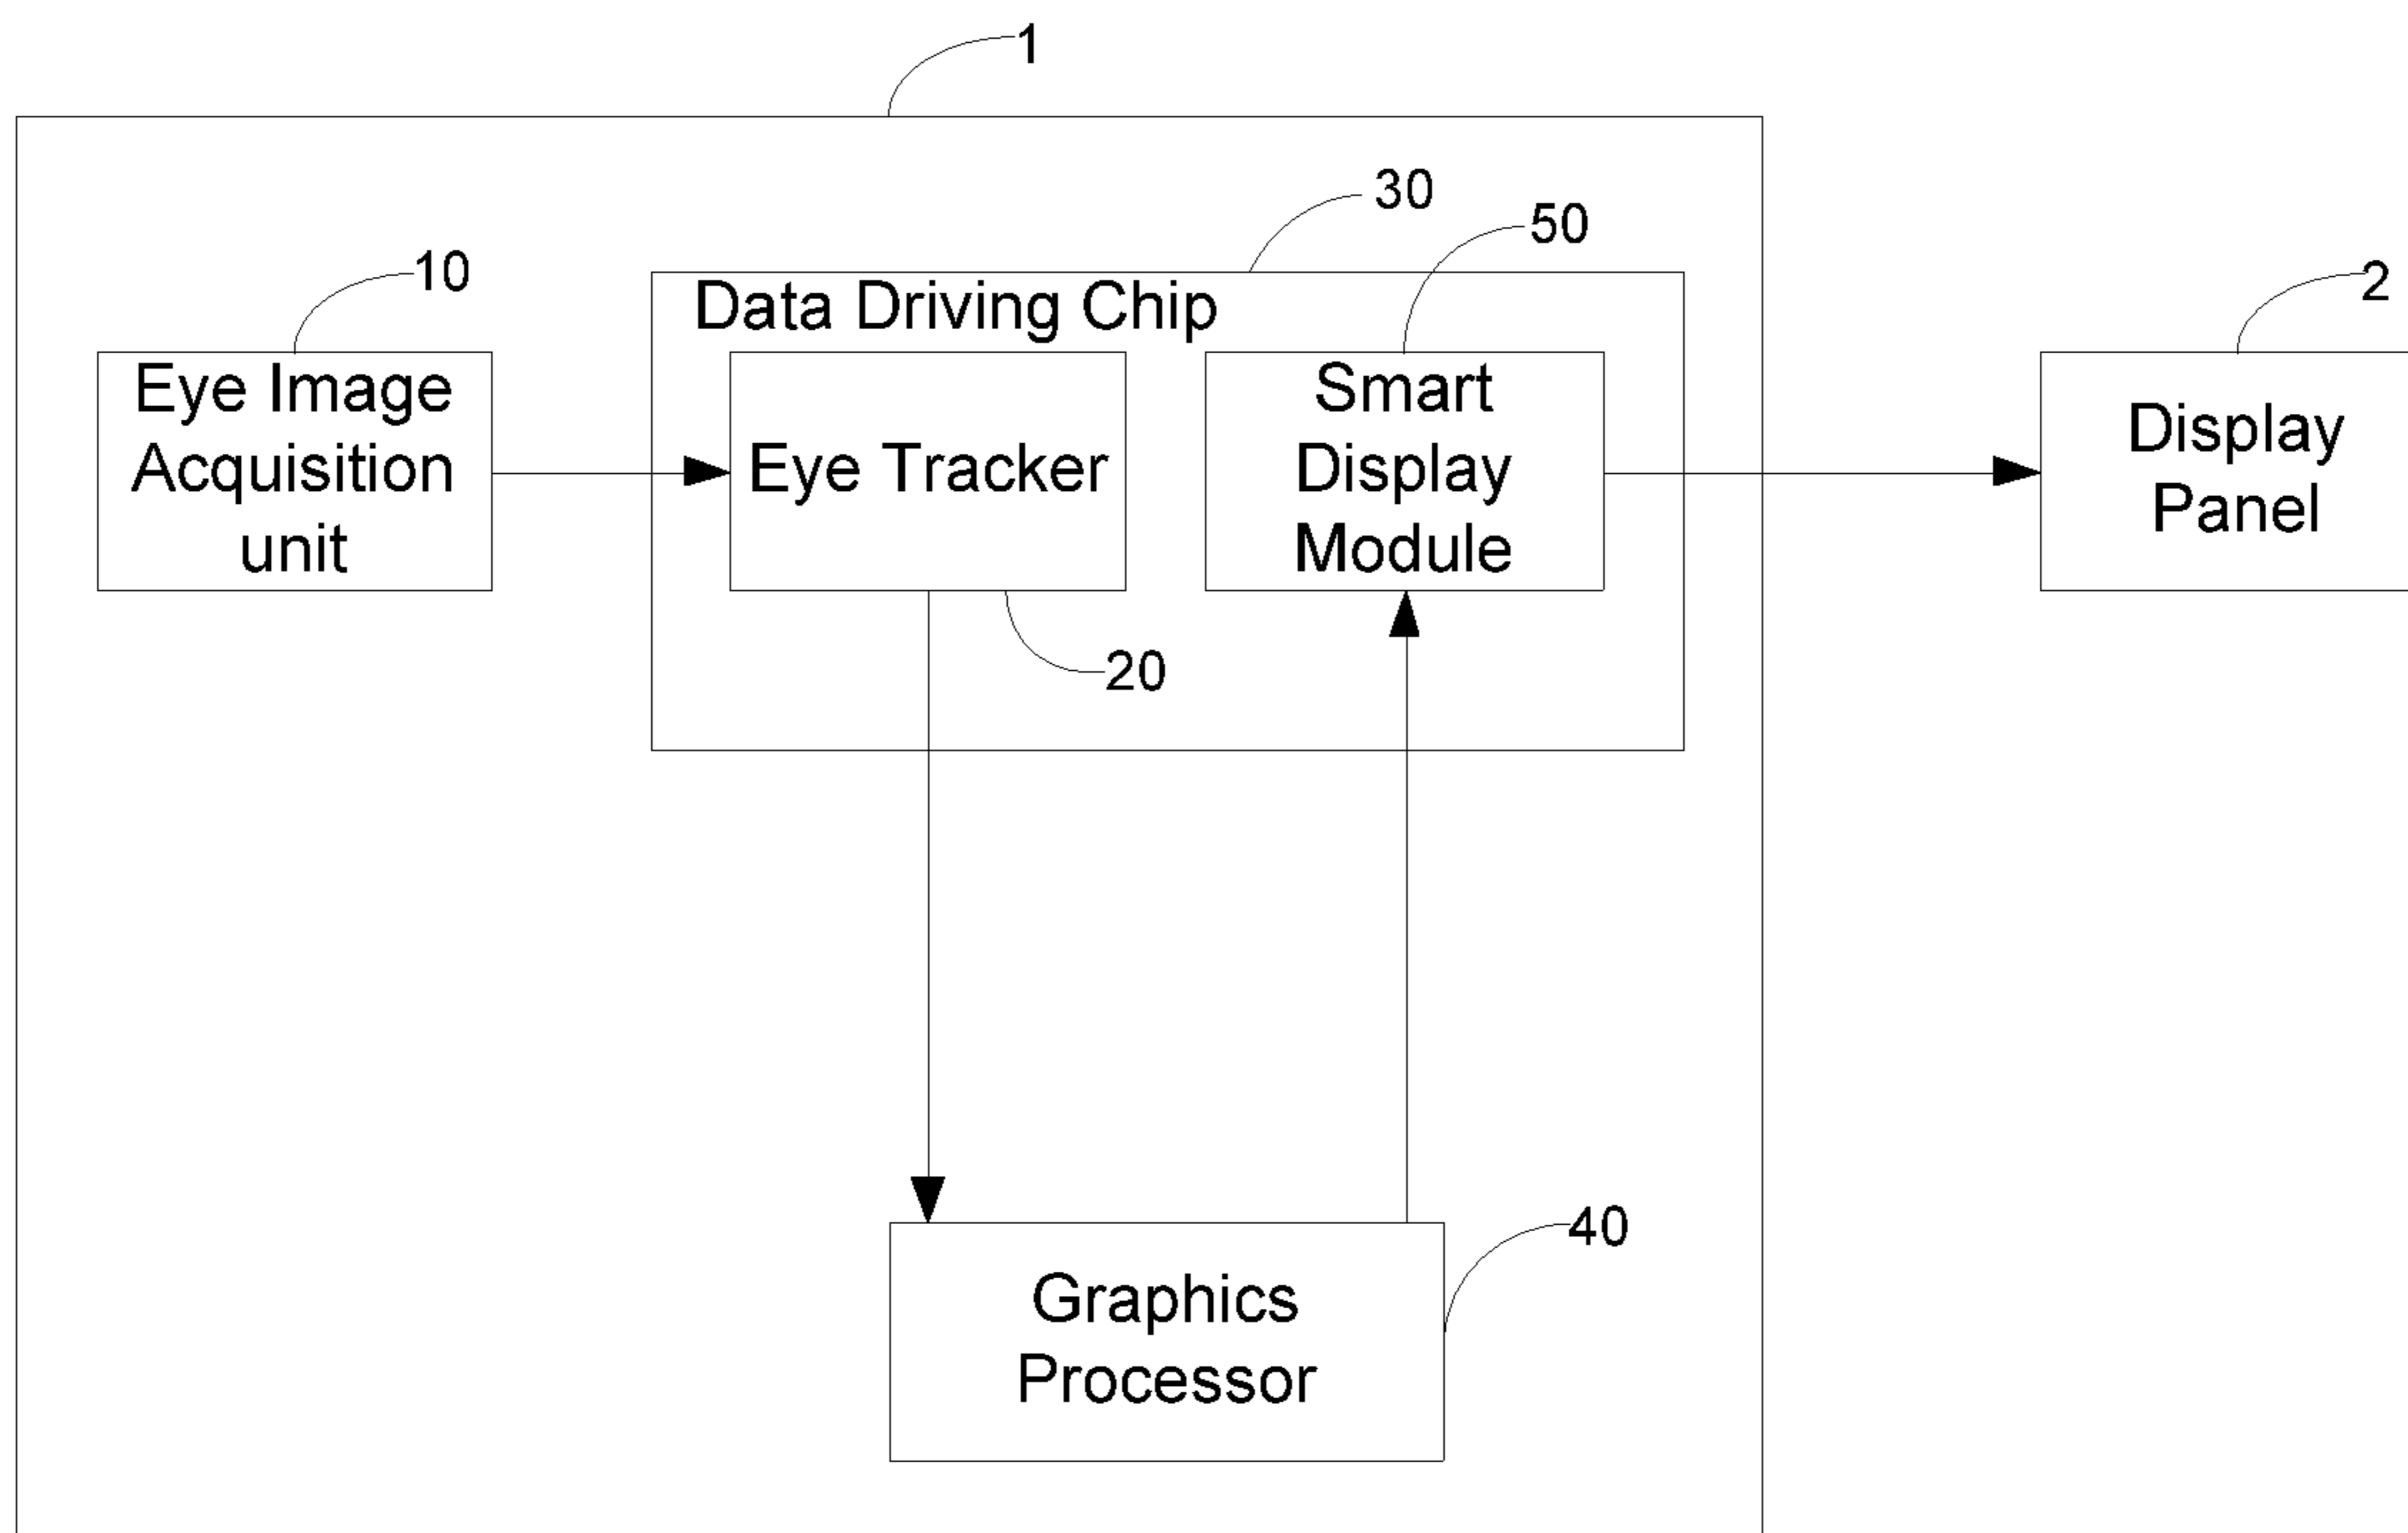 1
30
50
10
2
Data Driving Chip
Eye Image
Acquisition
unit
Eye Tracker
Smart
Display
Module
Display
Panel
20
40
Graphics
Processor